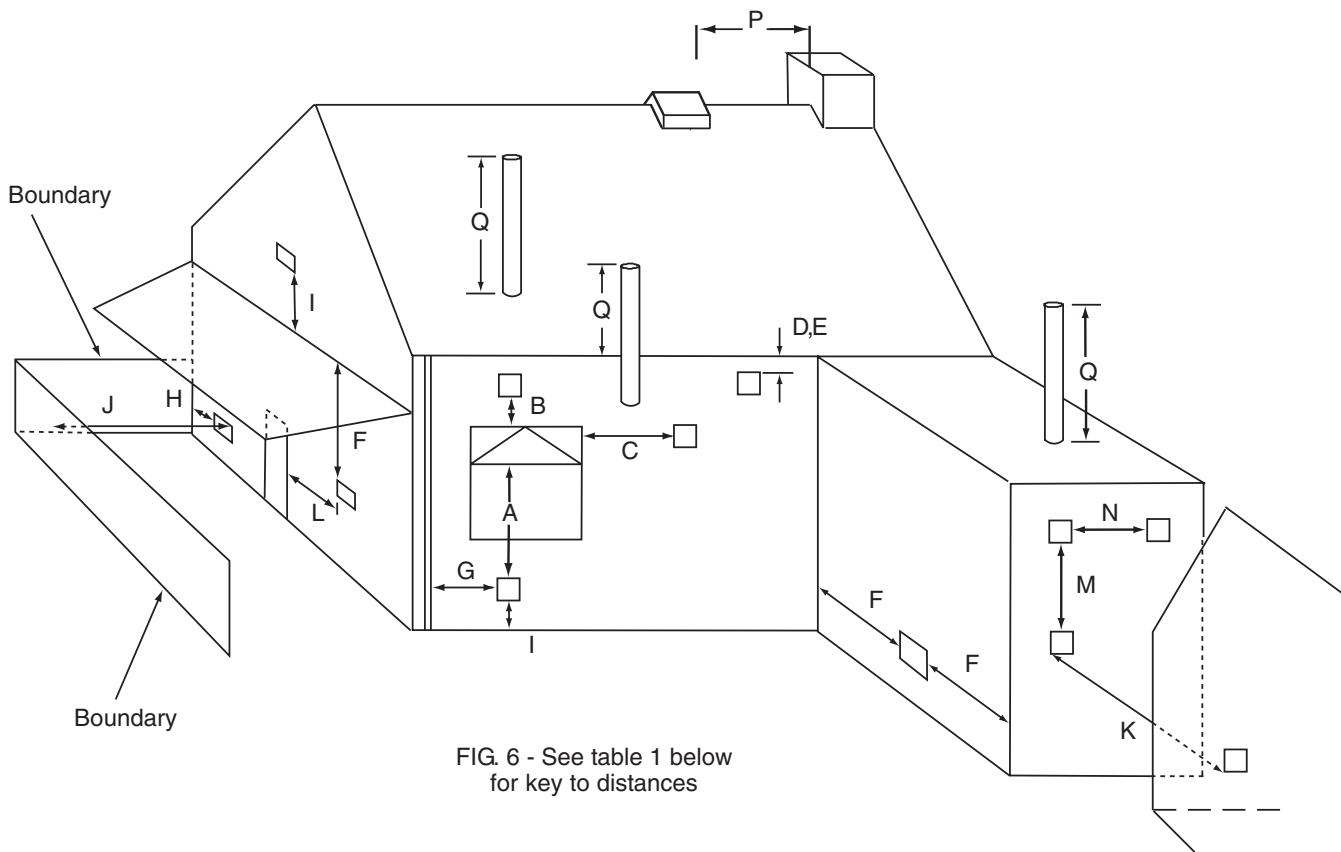 P
Boundary
Q
Q
I
D,E
Q
J
H
B
F
C
L
A
N
G
M
F
I
F
K
Boundary
FIG. 6 - See table 1 below
for key to distances